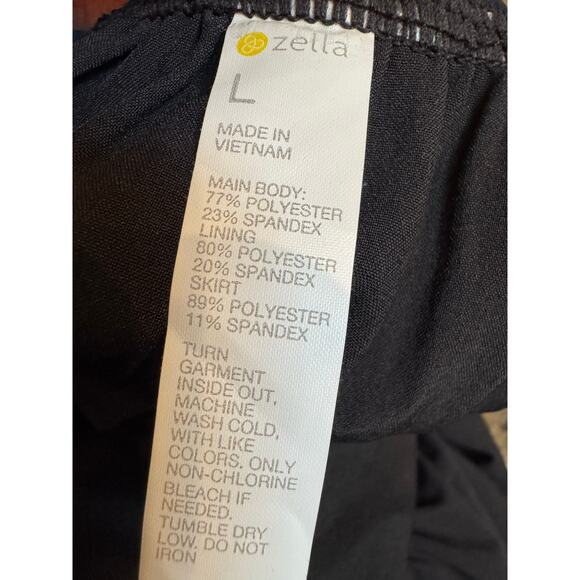 zella
L
MADE IN
VIETNAM
MAIN BODY:
77% POLYESTER
23% SPANDEX
LINING
80% POLYESTER
20% SPANDEX
SKIRT
89% POLYESTER
11% SPANDEX
TURN
GARMENT
INSIDE OUT,
MACHINE
WASH COLD,
WITH LIKE
COLORS. ONLY
NON-CHLORINE
BLEACH IF
NEEDED.
TUMBLE DRY
LOW. DO NOT
IRON